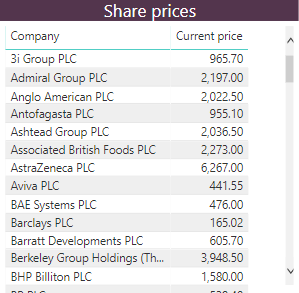 Share prices
Company Current price
3i Group PLC 965.70
Admiral Group PLC 2,197.00
Anglo American PLC 2,022.50
Antofagasta PLC 955.10
Ashtead Group PLC 2,036.50
Associated British Foods PLC 2,273.00
AstraZeneca PLC 6,267.00
Aviva PLC 441.55
BAE Systems PLC 476.00
Barclays PLC 165.02
Barratt Developments PLC 605.70
Berkeley Group Holdings (Th... 3,948.50
BHP Billiton PLC 1,580.00